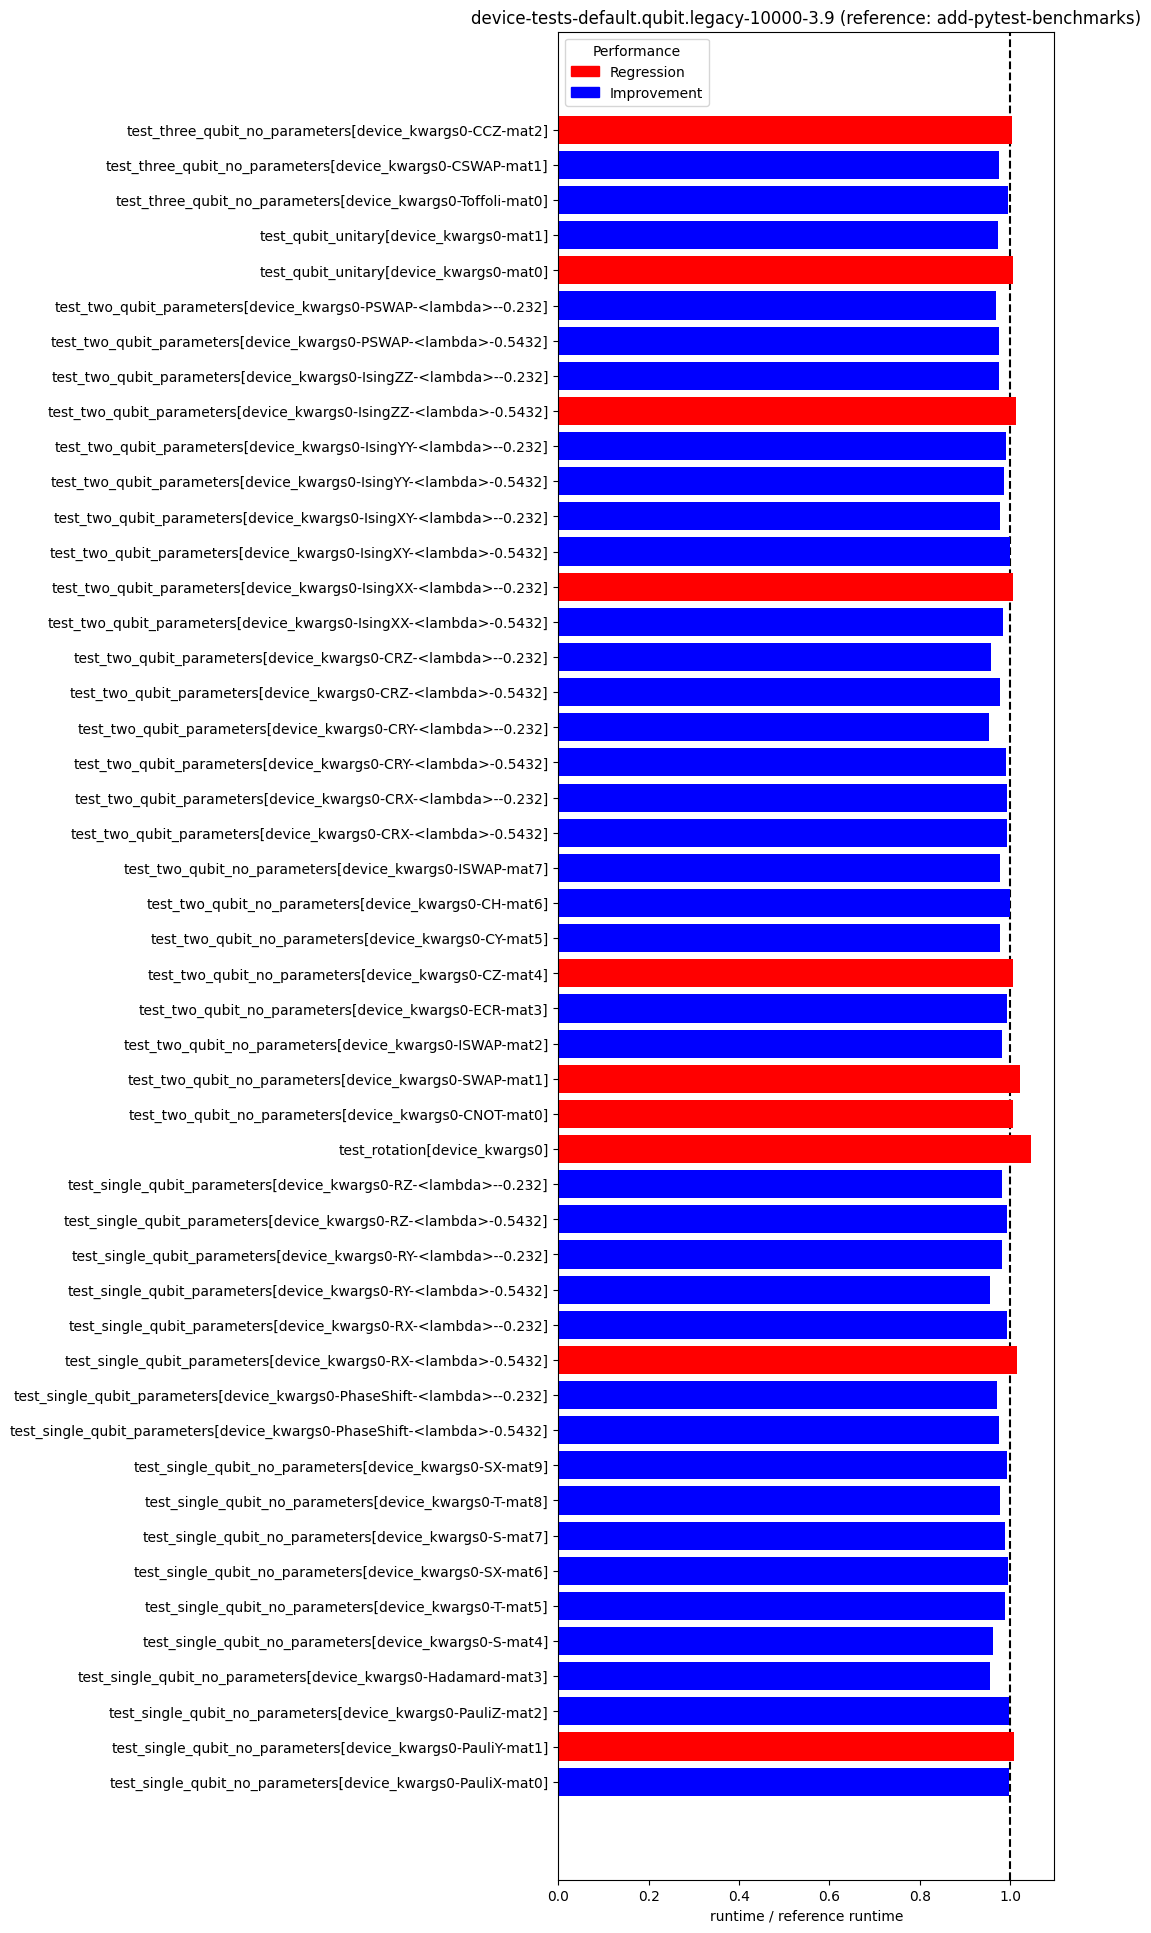 device-tests-default.qubit.legacy-10000-3.9 (reference: add-pytest-benchmarks)
Performance
Regression
Improvement
test_three_qubit_no_parameters[device_kwargs0-CCZ-mat2]
test_three_qubit_no_parameters[device_kwargs0-CSWAP-mat1]
test_three_qubit_no_parameters[device_kwargs0-Toffoli-mat0]
test_qubit_unitary[device_kwargs0-mat1]
test_qubit_unitary[device_kwargs0-mat0]
test_two_qubit_parameters[device_kwargs0-PSWAP-<lambda>--0.232]
test_two_qubit_parameters[device_kwargs0-PSWAP-<lambda>-0.5432]
test_two_qubit_parameters[device_kwargs0-IsingZZ-<lambda>--0.232]
test_two_qubit_parameters[device_kwargs0-IsingZZ-<lambda>-0.5432]
test_two_qubit_parameters[device_kwargs0-IsingYY-<lambda>--0.232]
test_two_qubit_parameters[device_kwargs0-IsingYY-<lambda>-0.5432]
test_two_qubit_parameters[device_kwargs0-IsingXY-<lambda>--0.232]
test_two_qubit_parameters[device_kwargs0-IsingXY-<lambda>-0.5432]
test_two_qubit_parameters[device_kwargs0-IsingXX-<lambda>--0.232]
test_two_qubit_parameters[device_kwargs0-IsingXX-<lambda>-0.5432]
test_two_qubit_parameters[device_kwargs0-CRZ-<lambda>--0.232]
test_two_qubit_parameters[device_kwargs0-CRZ-<lambda>-0.5432]
test_two_qubit_parameters[device_kwargs0-CRY-<lambda>--0.232]
test_two_qubit_parameters[device_kwargs0-CRY-<lambda>-0.5432]
test_two_qubit_parameters[device_kwargs0-CRX-<lambda>--0.232]
test_two_qubit_parameters[device_kwargs0-CRX-<lambda>-0.5432]
test_two_qubit_no_parameters[device_kwargs0-ISWAP-mat7]
test_two_qubit_no_parameters[device_kwargs0-CH-mat6]
test_two_qubit_no_parameters[device_kwargs0-CY-mat5]
test_two_qubit_no_parameters[device_kwargs0-CZ-mat4]
test_two_qubit_no_parameters[device_kwargs0-ECR-mat3]
test_two_qubit_no_parameters[device_kwargs0-ISWAP-mat2]
test_two_qubit_no_parameters[device_kwargs0-SWAP-mat1]
test_two_qubit_no_parameters[device_kwargs0-CNOT-mat0]
test_rotation[device_kwargs0]
test_single_qubit_parameters[device_kwargs0-RZ-<lambda>--0.232]
test_single_qubit_parameters[device_kwargs0-RZ-<lambda>-0.5432]
test_single_qubit_parameters[device_kwargs0-RY-<lambda>--0.232]
test_single_qubit_parameters[device_kwargs0-RY-<lambda>-0.5432]
test_single_qubit_parameters[device_kwargs0-RX-<lambda>--0.232]
test_single_qubit_parameters[device_kwargs0-RX-<lambda>-0.5432]
test_single_qubit_parameters[device_kwargs0-PhaseShift-<lambda>--0.232]
test_single_qubit_parameters[device_kwargs0-PhaseShift-<lambda>-0.5432]
test_single_qubit_no_parameters[device_kwargs0-SX-mat9]
test_single_qubit_no_parameters[device_kwargs0-T-mat8]
test_single_qubit_no_parameters[device_kwargs0-S-mat7]
test_single_qubit_no_parameters[device_kwargs0-SX-mat6]
test_single_qubit_no_parameters[device_kwargs0-T-mat5]
test_single_qubit_no_parameters[device_kwargs0-S-mat4]
test_single_qubit_no_parameters[device_kwargs0-Hadamard-mat3]
test_single_qubit_no_parameters[device_kwargs0-PauliZ-mat2]
test_single_qubit_no_parameters[device_kwargs0-PauliY-mat1]
test_single_qubit_no_parameters[device_kwargs0-PauliX-mat0]
0.0 0.2 0.4 0.6 0.8 1.0
runtime / reference runtime